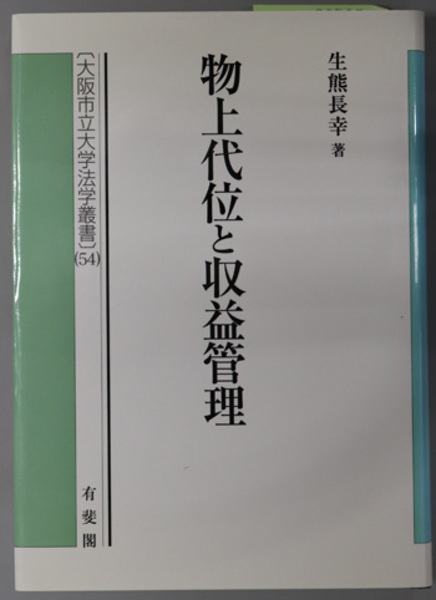 生熊長幸 著
物上代位と収益管理
〔大阪市立大学法学叢書〕(54)
有斐閣